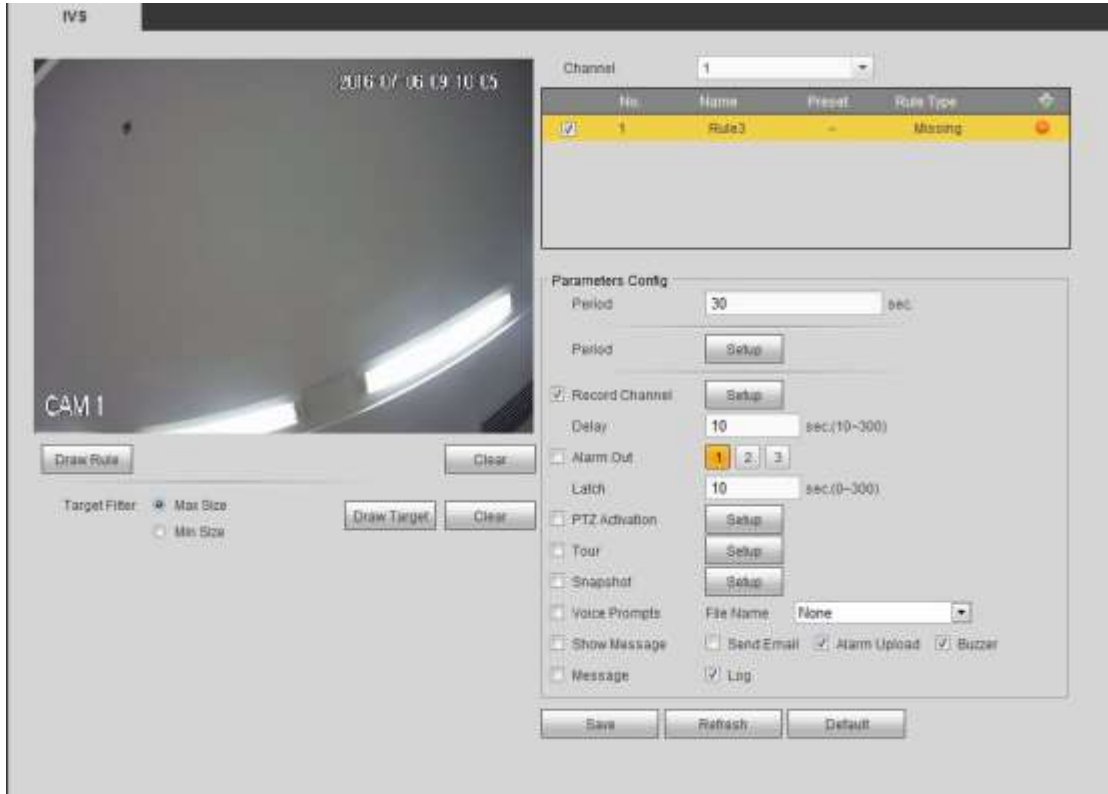 IVS
2016-07-06 09:10:05
CAM 1
Draw Rule
Clear
Target Filter
Max Size
Min Size
Draw Target
Clear
Channel
1
No. Name Preset Rule Type
1 Rule3 - Missing
Parameters Config
Period 30 sec.
Period Setup
Record Channel Setup
Delay 10 sec.(10~300)
Alarm Out 1 2 3
Latch 10 sec.(0~300)
PTZ Activation Setup
Tour Setup
Snapshot Setup
Voice Prompts File Name None
Show Message Send Email Alarm Upload Buzzer
Message Log
Save Refresh Default